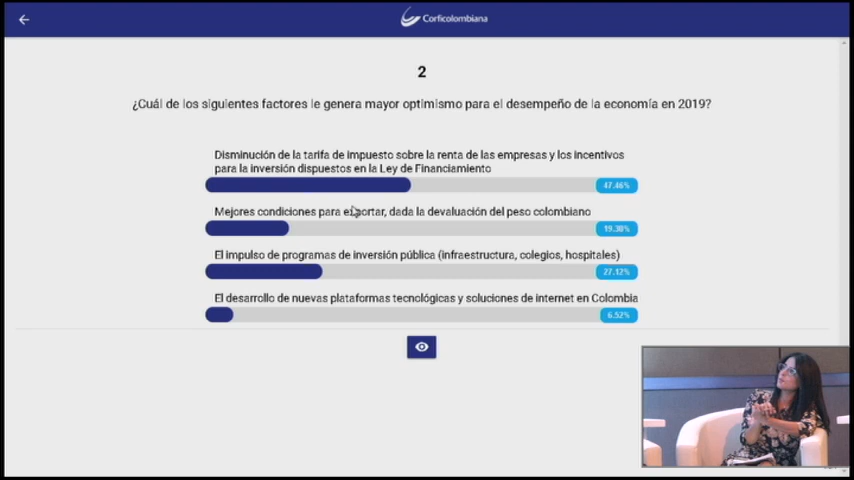 Corficolombiana
2
¿Cuál de los siguientes factores le genera mayor optimismo para el desempeño de la economía en 2019?
Disminución de la tarifa de impuesto sobre la renta de las empresas y los incentivos
para la inversión dispuestos en la Ley de Financiamiento
47.46%
Mejores condiciones para exportar, dada la devaluación del peso colombiano
19.30%
El impulso de programas de inversión pública (infraestructura, colegios, hospitales)
27.12%
El desarrollo de nuevas plataformas tecnológicas y soluciones de internet en Colombia
6.52%